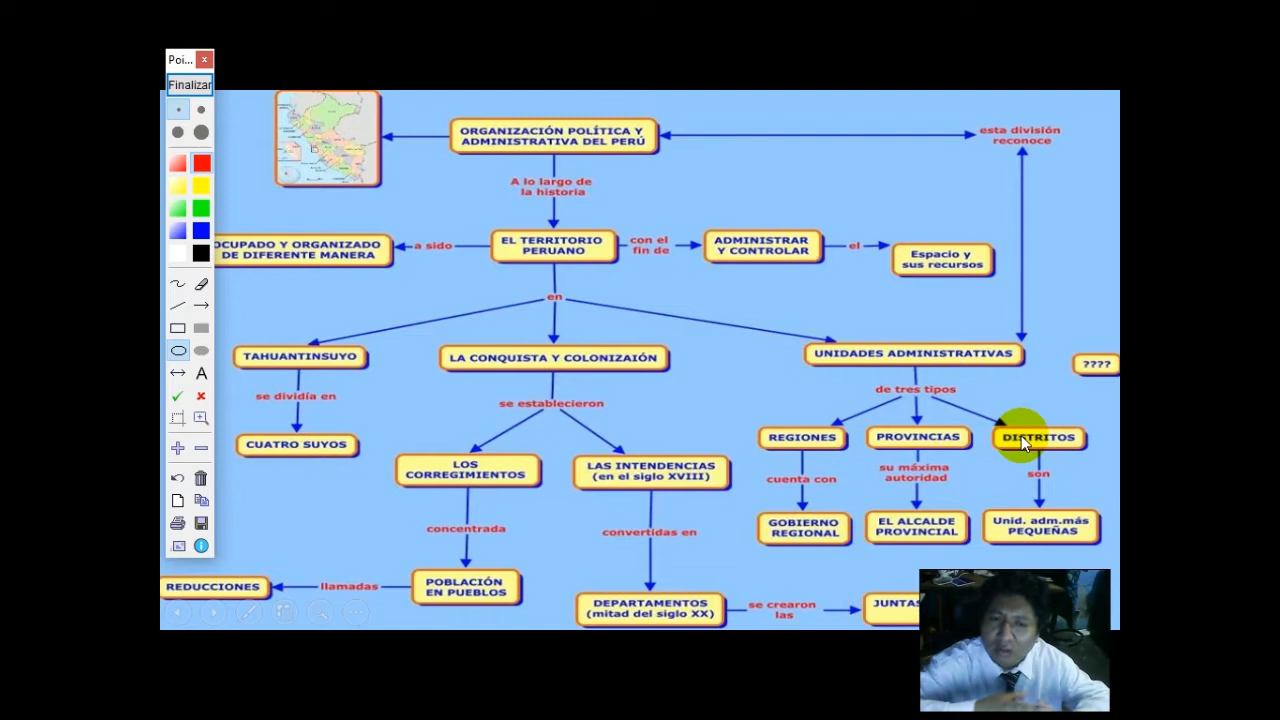 Poi...
Finalizar
A
ORGANIZACIÓN POLÍTICA Y
ADMINISTRATIVA DEL PERÚ
esta división
reconoce
A lo largo de
la historia
OCUPADO Y ORGANIZADO
DE DIFERENTE MANERA
a sido
EL TERRITORIO
PERUANO
con el
fin de
ADMINISTRAR
Y CONTROLAR
el
Espacio y
sus recursos
en
TAHUANTINSUYO
LA CONQUISTA Y COLONIZAIÓN
UNIDADES ADMINISTRATIVAS
????
se dividía en
se establecieron
de tres tipos
CUATRO SUYOS
LOS
CORREGIMIENTOS
LAS INTENDENCIAS
(en el siglo XVIII)
REGIONES
PROVINCIAS
DISTRITOS
cuenta con
su máxima
autoridad
son
concentrada
convertidas en
GOBIERNO
REGIONAL
EL ALCALDE
PROVINCIAL
Unid. adm.más
PEQUEÑAS
REDUCCIONES
llamadas
POBLACIÓN
EN PUEBLOS
DEPARTAMENTOS
(mitad del siglo XX)
se crearon
las
JUNTAS